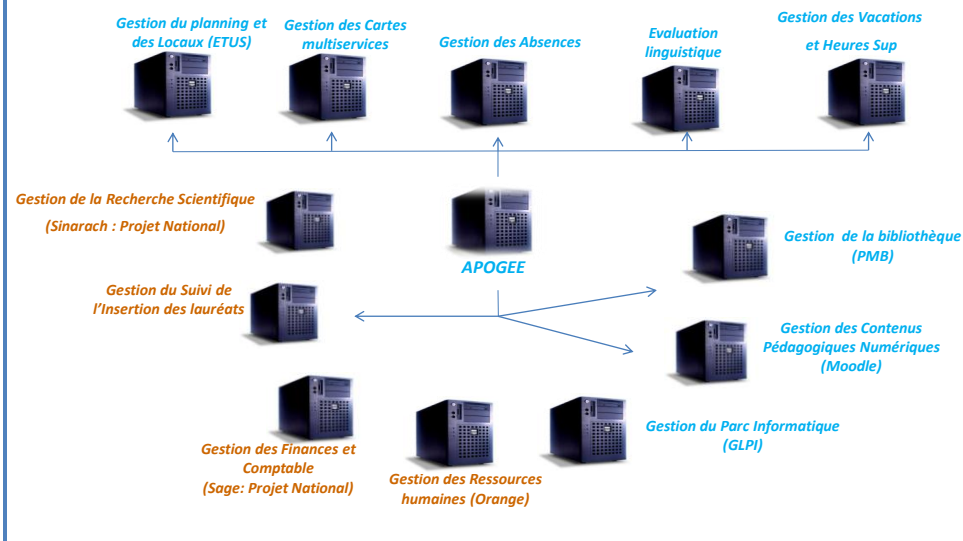 Gestion du planning et
des Locaux (ETUS)
Gestion des Cartes
multiservices
Gestion des Absences
Evaluation
linguistique
Gestion des Vacations
et Heures Sup
Gestion de la Recherche Scientifique
(Sinarach : Projet National)
APOGEE
Gestion de la bibliothèque
(PMB)
Gestion du Suivi de
l’Insertion des lauréats
Gestion des Contenus
Pédagogiques Numériques
(Moodle)
Gestion des Finances et
Comptable
(Sage: Projet National)
Gestion des Ressources
humaines (Orange)
Gestion du Parc Informatique
(GLPI)